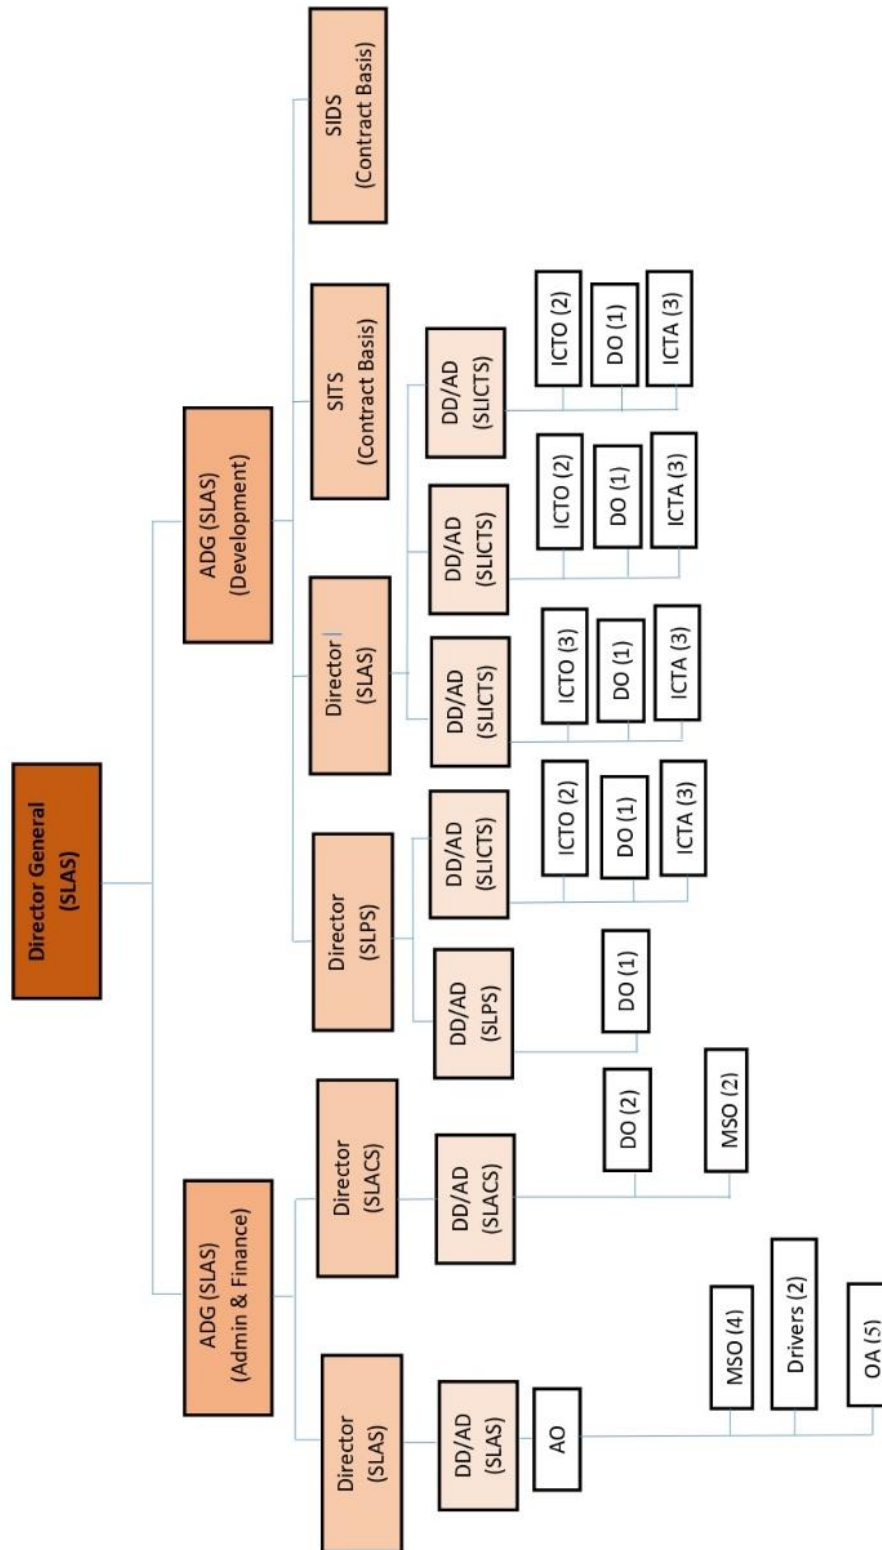 Director General
(SLAS)
ADG (SLAS)
(Admin & Finance)
ADG (SLAS)
(Development)
Director
(SLAS)
Director
(SLACS)
Director
(SLPS)
Director
(SLAS)
SITS
(Contract Basis)
SIDS
(Contract Basis)
DD/AD
(SLAS)
DD/AD
(SLACS)
DD/AD
(SLPS)
DD/AD
(SLICTS)
DD/AD
(SLICTS)
DD/AD
(SLICTS)
DD/AD
(SLICTS)
AO
MSO (4)
Drivers (2)
OA (5)
DO (2)
MSO (2)
DO (1)
ICTO (2)
DO (1)
ICTA (3)
ICTO (3)
DO (1)
ICTA (3)
ICTO (2)
DO (1)
ICTA (3)
ICTO (2)
DO (1)
ICTA (3)